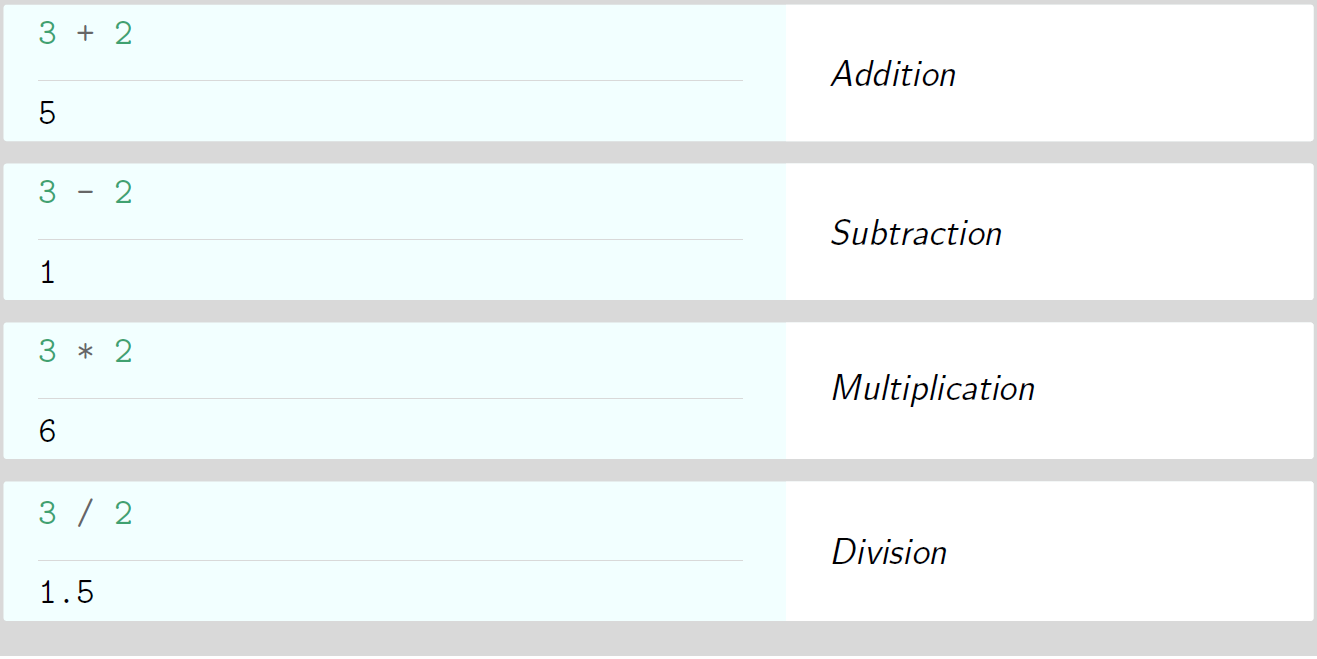 3 + 2
5
Addition
3 - 2
1
Subtraction
3 * 2
6
Multiplication
3 / 2
1.5
Division